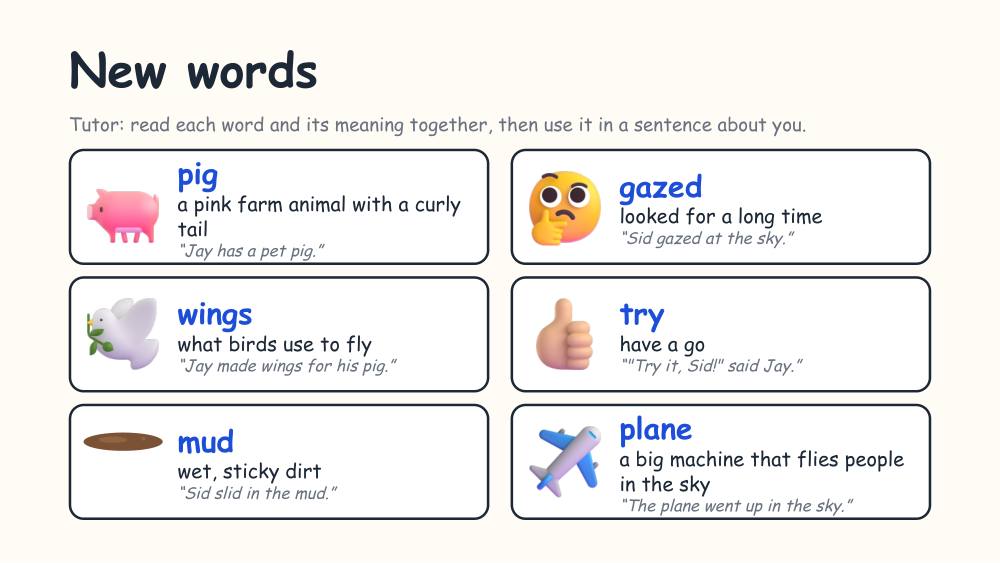 New words
Tutor: read each word and its meaning together, then use it in a sentence about you.
pig
a pink farm animal with a curly
tail
"Jay has a pet pig."
gazed
looked for a long time
"Sid gazed at the sky."
wings
what birds use to fly
"Jay made wings for his pig."
try
have a go
""Try it, Sid!" said Jay."
mud
wet, sticky dirt
"Sid slid in the mud."
plane
a big machine that flies people
in the sky
"The plane went up in the sky."